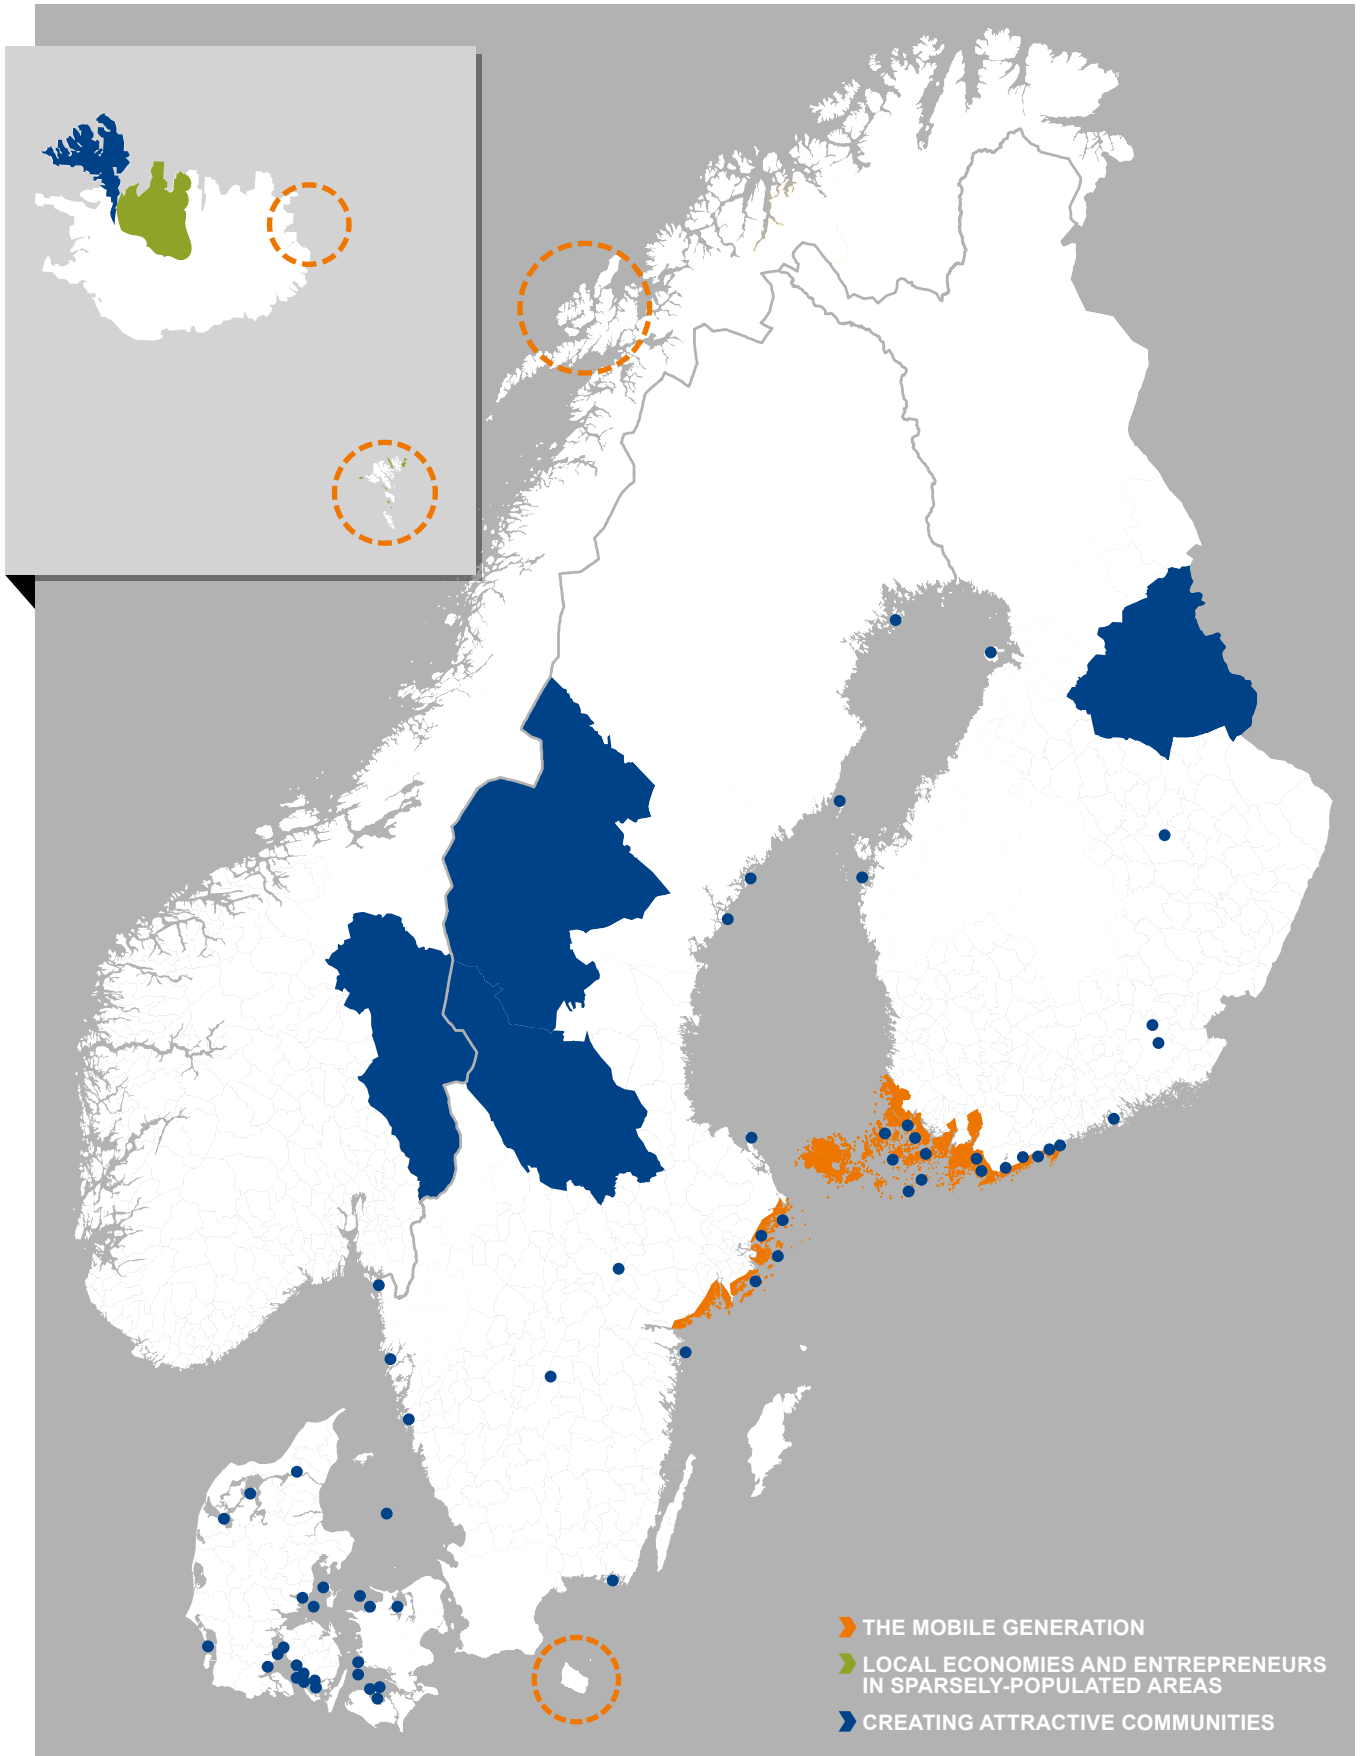 THE MOBILE GENERATION
LOCAL ECONOMIES AND ENTREPRENEURS
IN SPARSELY-POPULATED AREAS
CREATING ATTRACTIVE COMMUNITIES